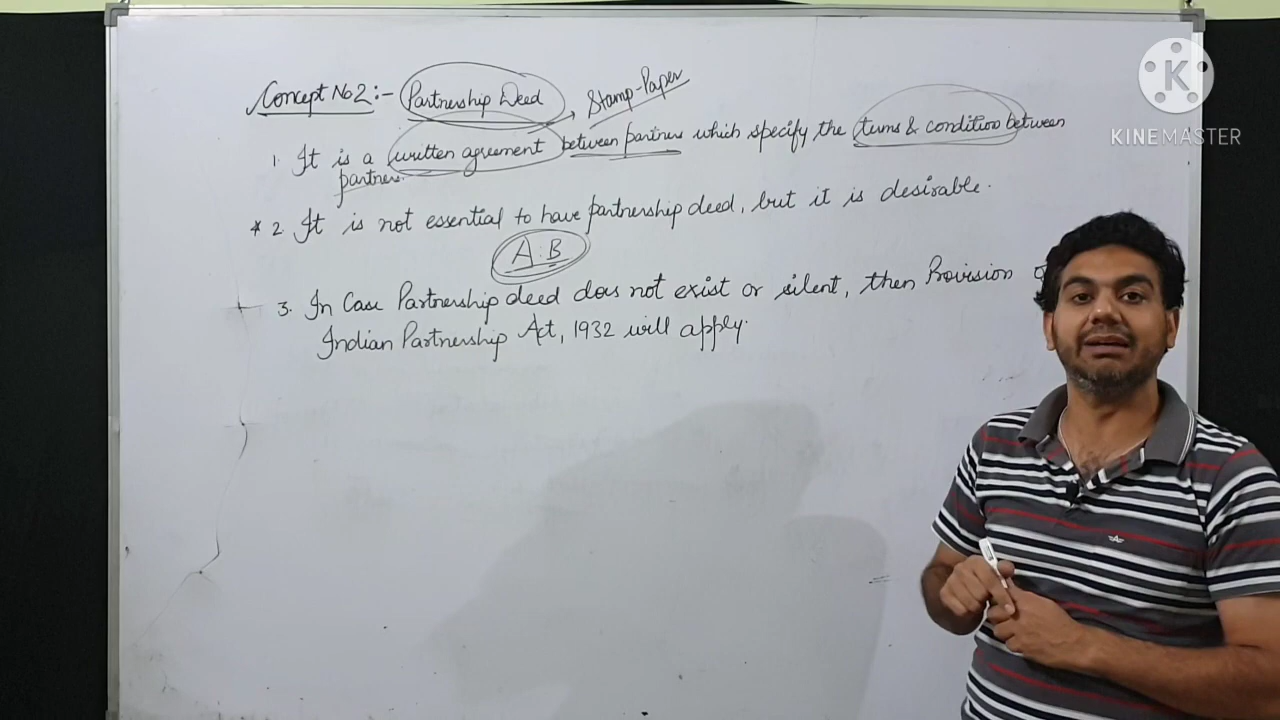 Concept No 2:- Partnership Deed
Stamp-Paper
1. It is a written agreement between partners which specify the terms & condition between
partners.
* 2. It is not essential to have partnership deed, but it is desirable.
A:B
3. In Case Partnership deed does not exist or silent, then Provision
Indian Partnership Act, 1932 will apply.
K
KINEMASTER